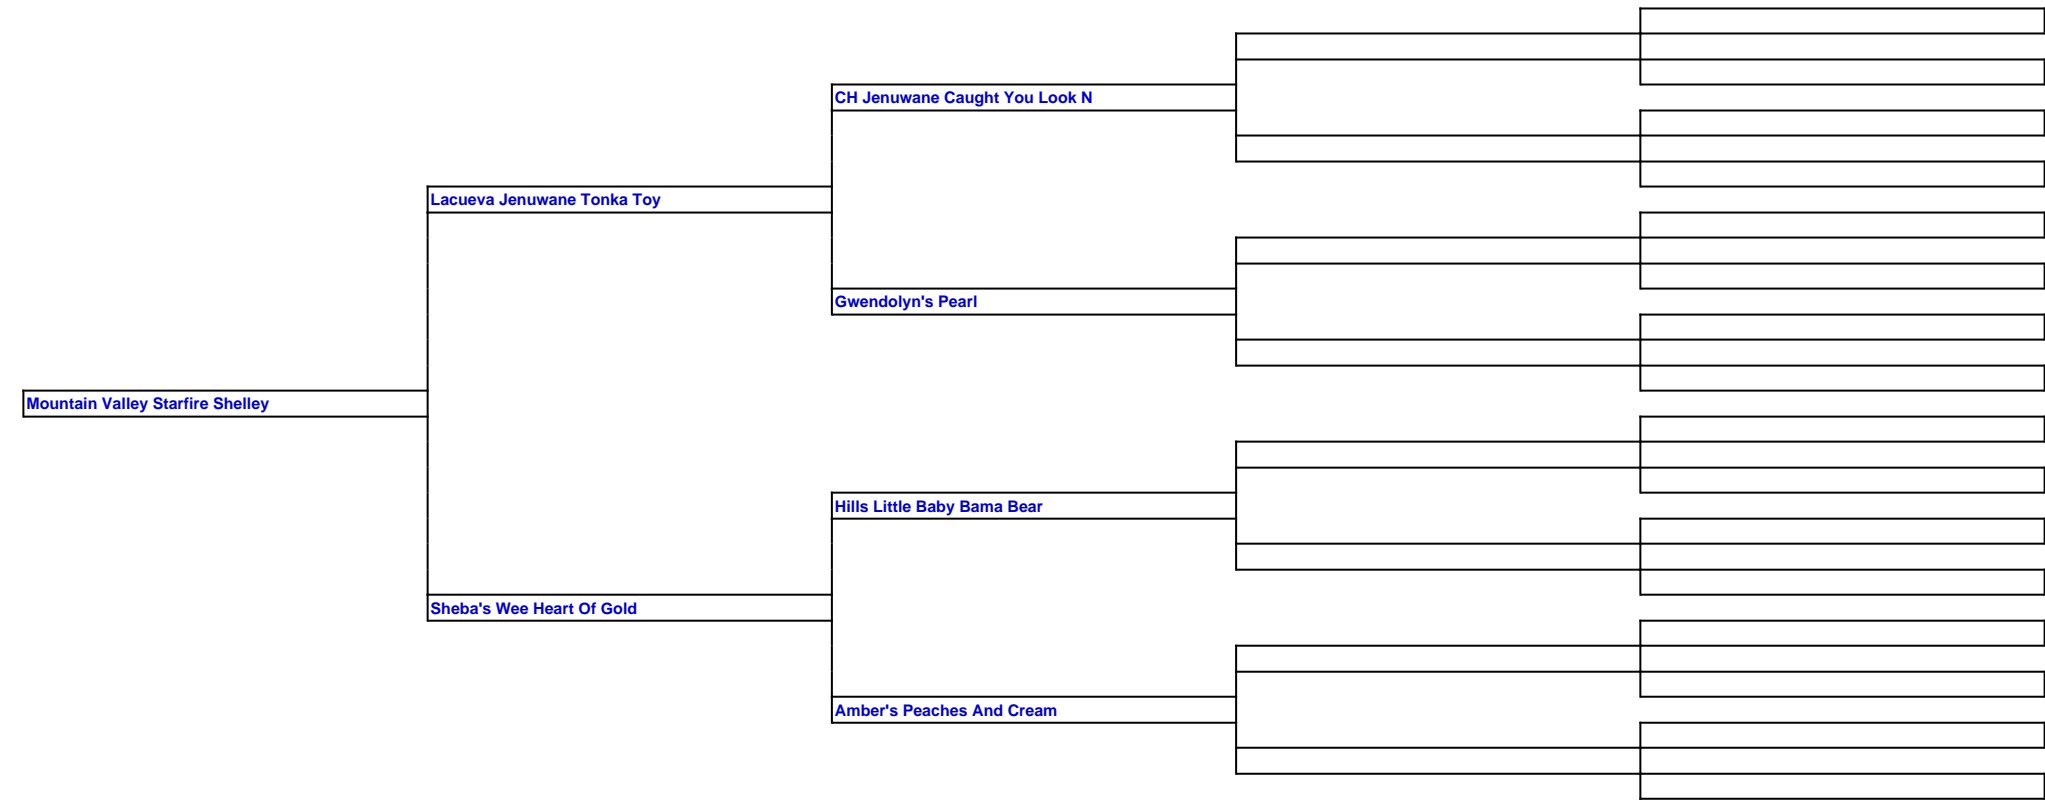 CH Jenuwane Caught You Look N
Lacueva Jenuwane Tonka Toy
Gwendolyn's Pearl
Mountain Valley Starfire Shelley
Hills Little Baby Bama Bear
Sheba's Wee Heart Of Gold
Amber's Peaches And Cream